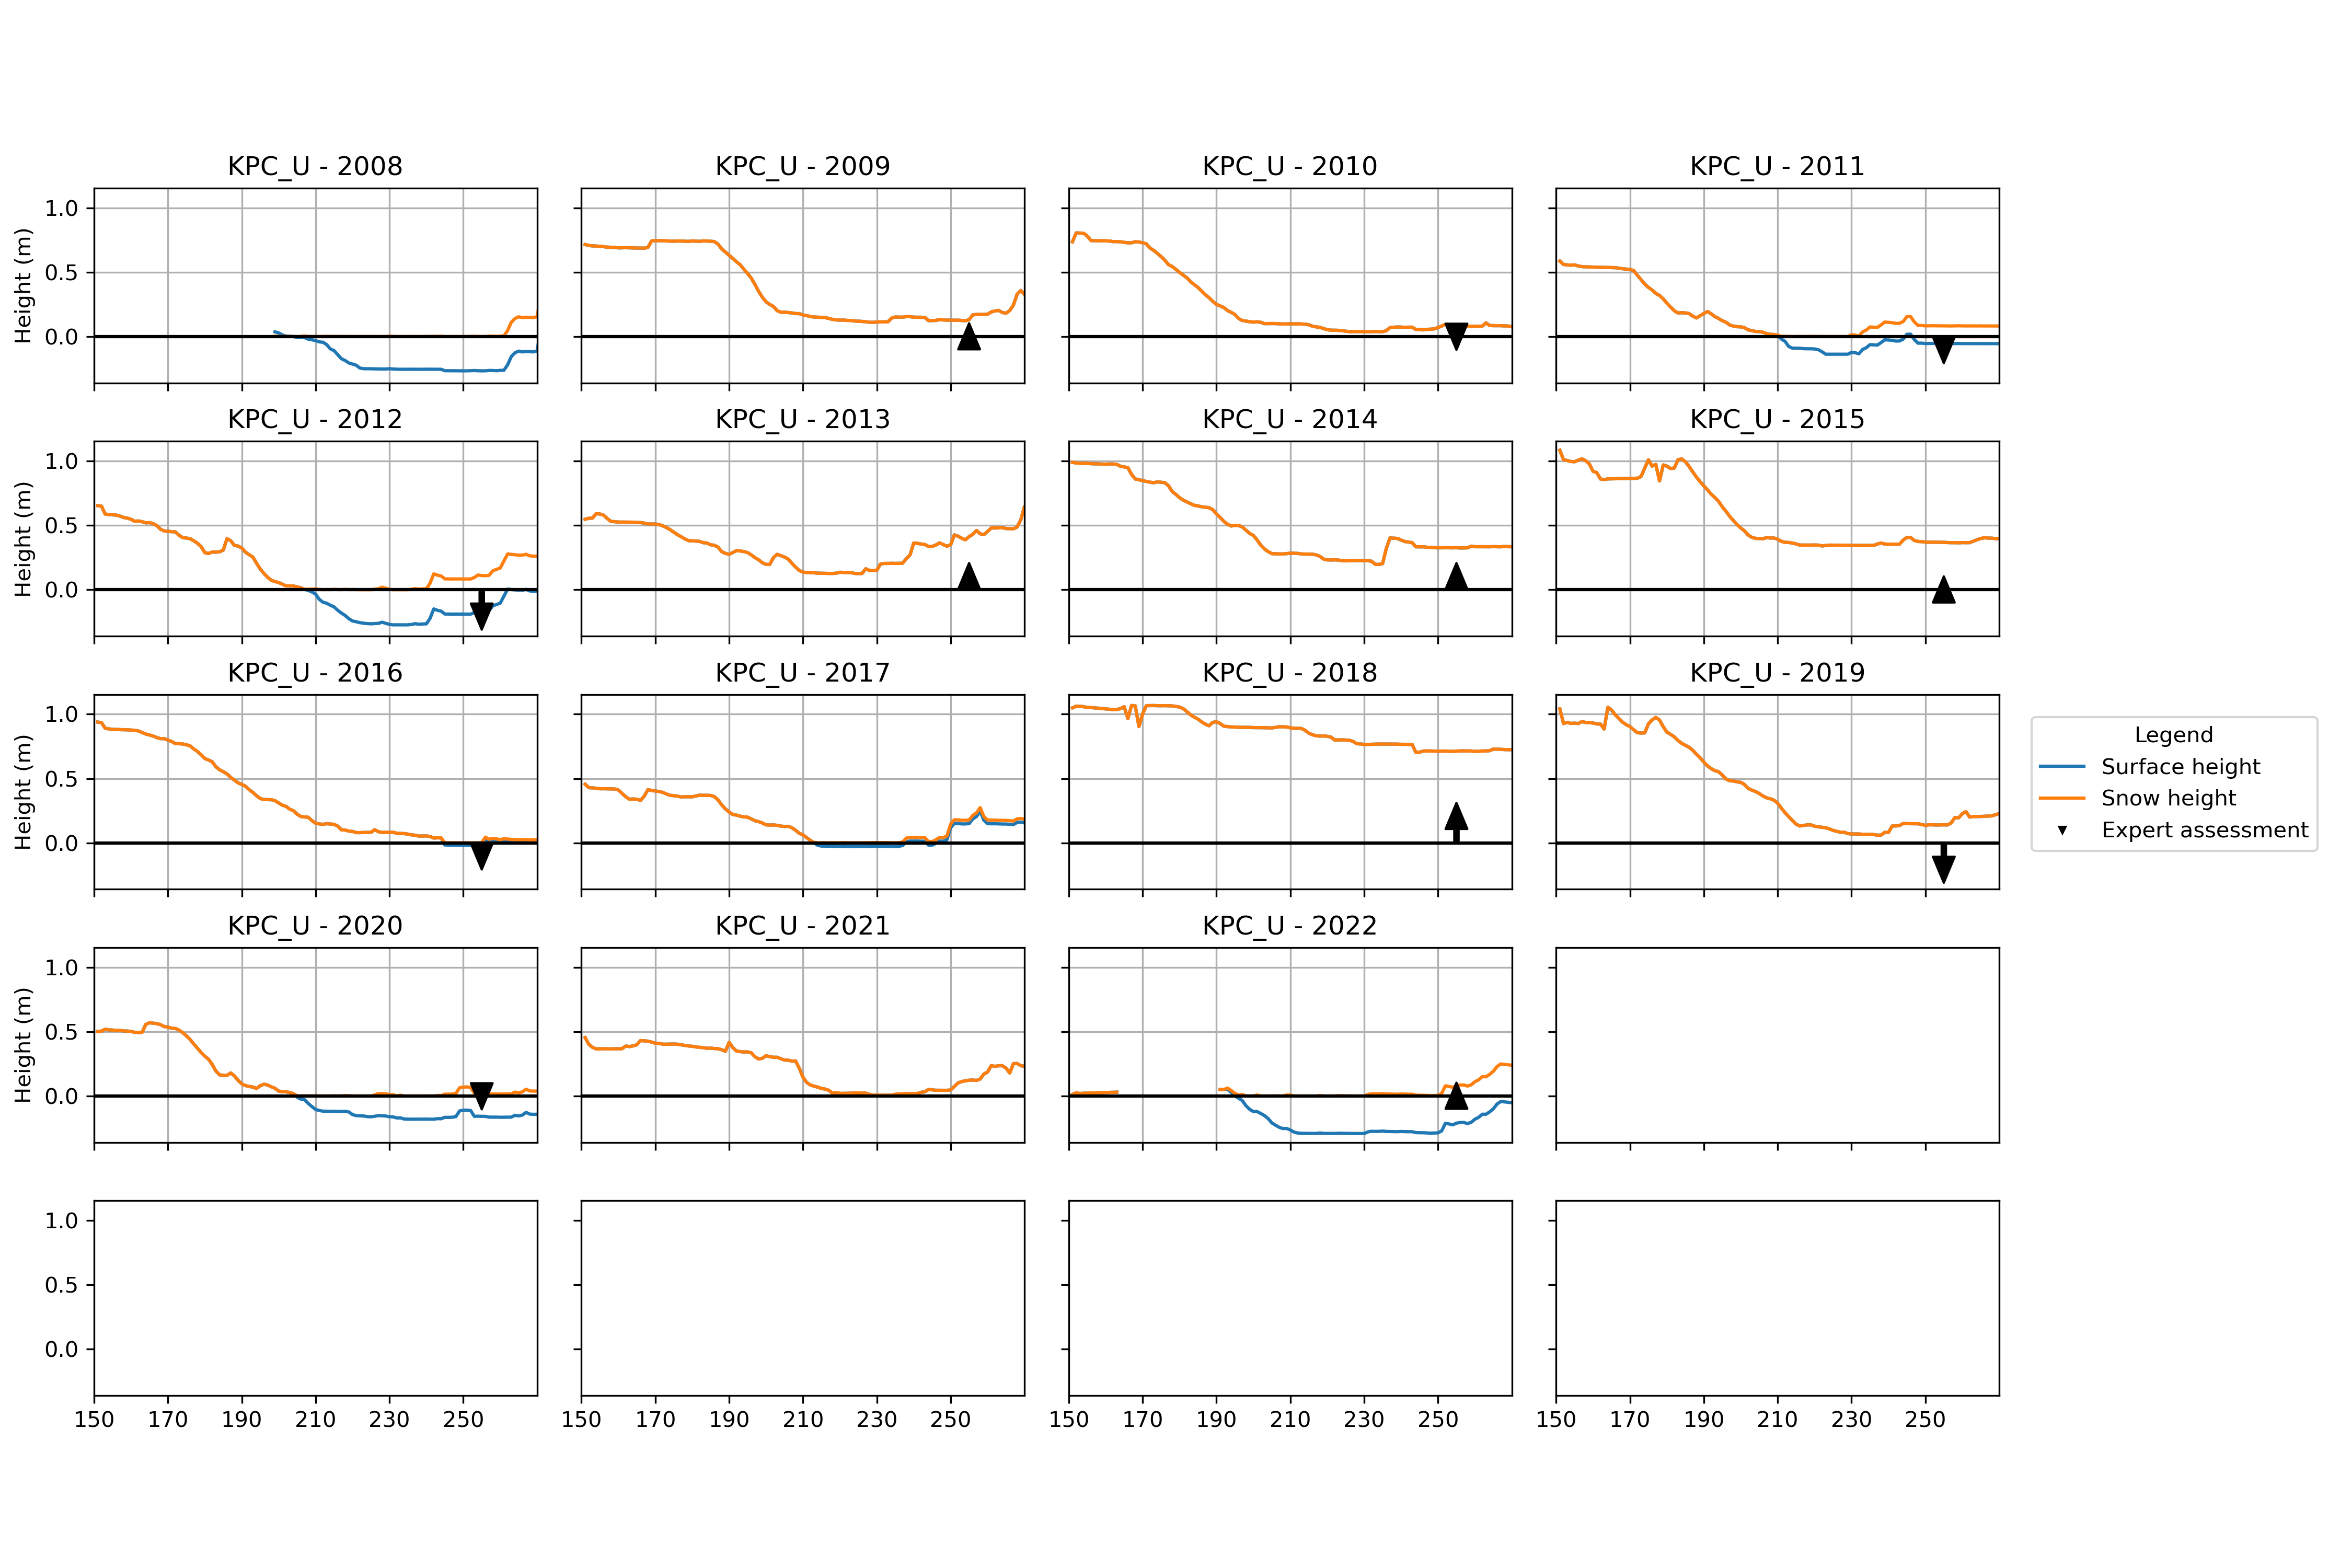 KPC_U - 2008 KPC_U - 2009 KPC_U - 2010 KPC_U - 2011
Height (m)
1.0
0.5
0.0
KPC_U - 2012 KPC_U - 2013 KPC_U - 2014 KPC_U - 2015
Height (m)
1.0
0.5
0.0
KPC_U - 2016 KPC_U - 2017 KPC_U - 2018 KPC_U - 2019
Height (m)
1.0
0.5
0.0
Legend
Surface height
Snow height
Expert assessment
KPC_U - 2020 KPC_U - 2021 KPC_U - 2022
Height (m)
1.0
0.5
0.0
1.0
0.5
0.0
150 170 190 210 230 250 150 170 190 210 230 250 150 170 190 210 230 250 150 170 190 210 230 250